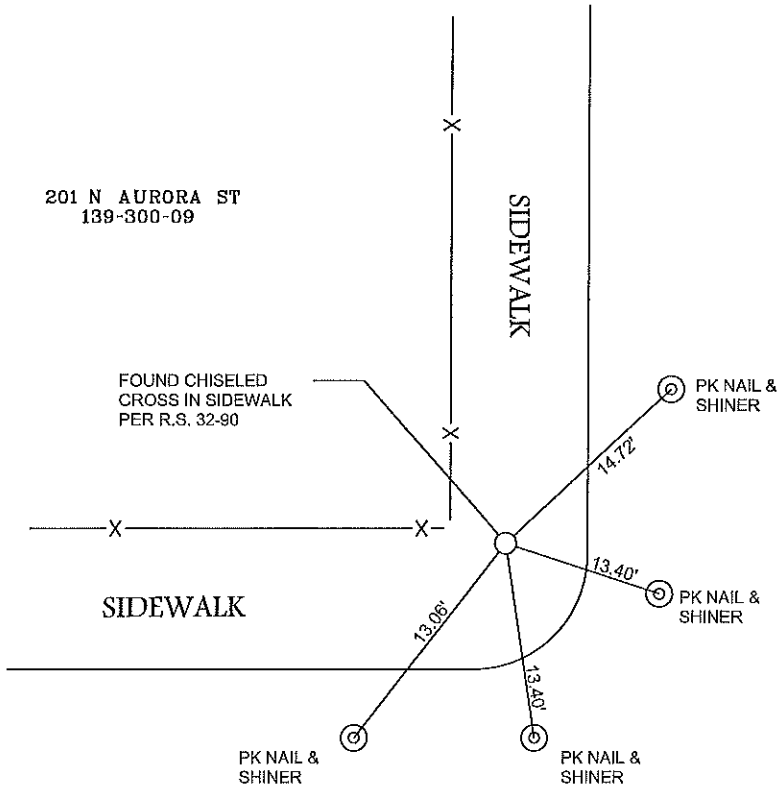 201 N AURORA ST
139-300-09
SIDEWALK
FOUND CHISELED
CROSS IN SIDEWALK
PER R.S. 32-90
PK NAIL &
SHINER
14.72'
13.40'
PK NAIL &
SHINER
SIDEWALK
13.06'
13.40'
PK NAIL &
SHINER
PK NAIL &
SHINER
X
X
X
X